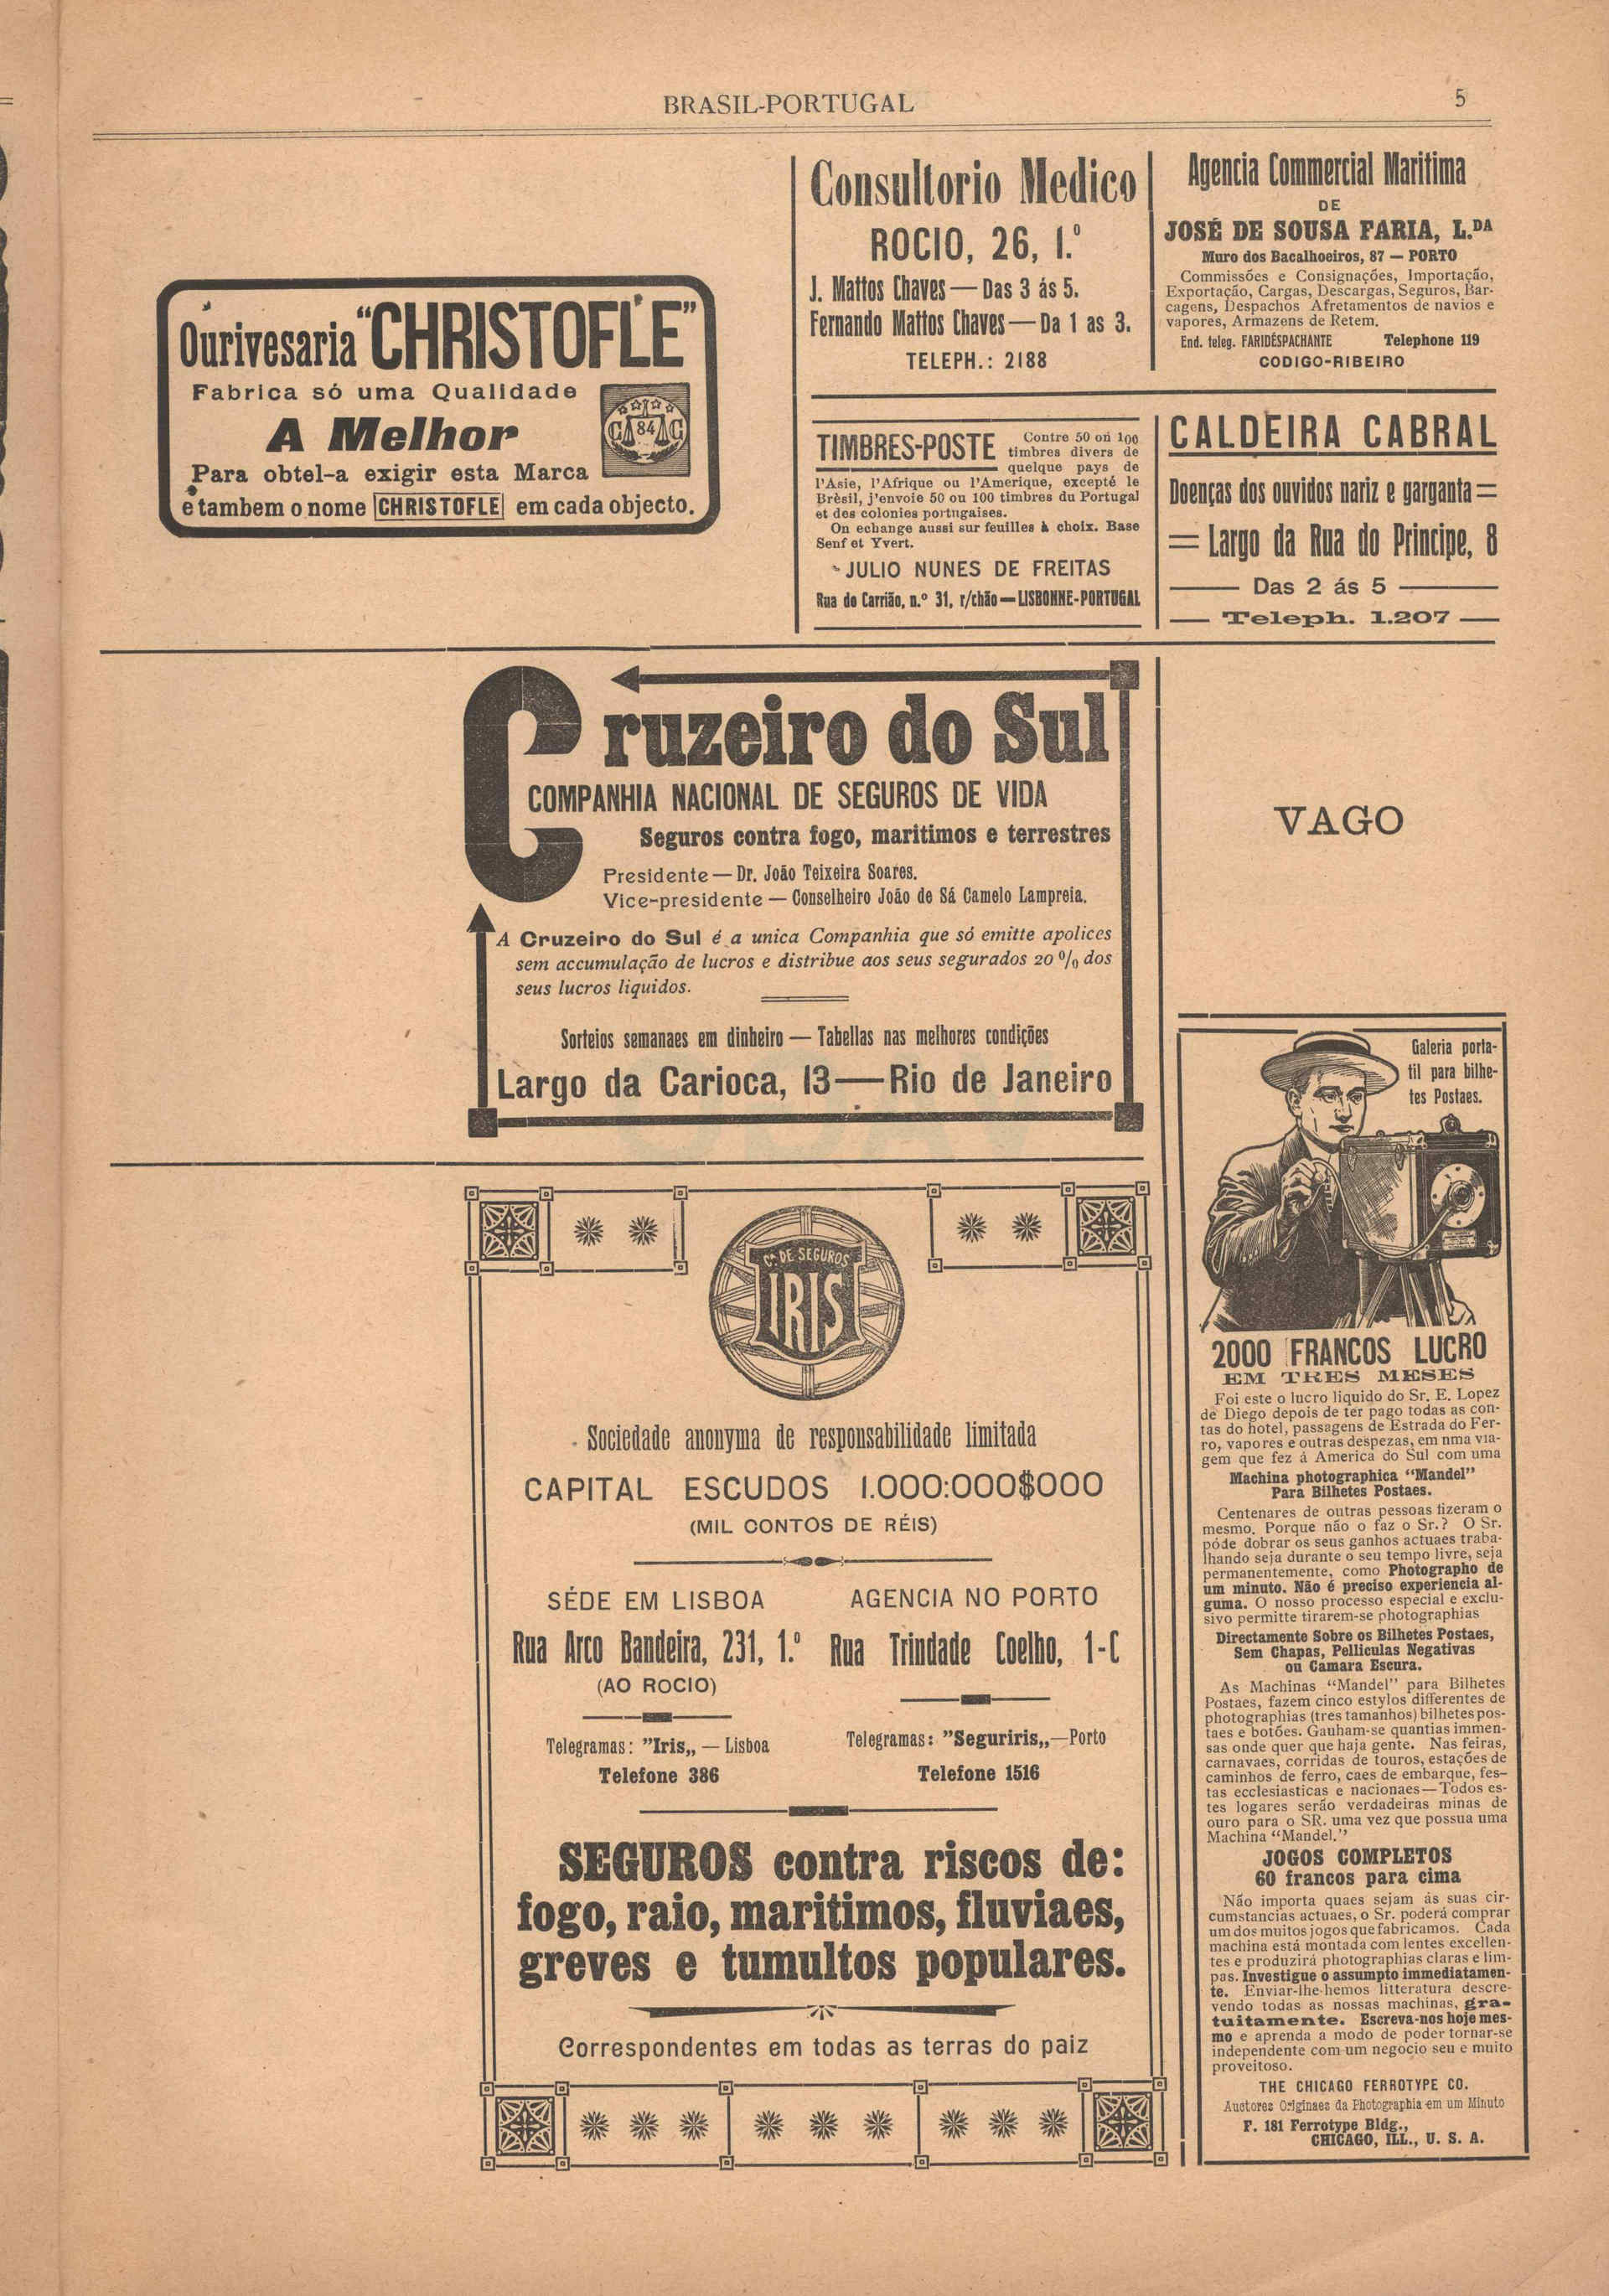 BRASIL-PORTUGAL
5
Ourivesaria "CHRISTOFLE"
Fabrica só uma Qualidade
A Melhor
Para obtel-a exigir esta Marca
e tambem o nome CHRISTOFLE em cada objecto.
C 84 C
Consultorio Medico
ROCIO, 26, 1.º
J. Mattos Chaves — Das 3 ás 5.
Fernando Mattos Chaves — Da 1 as 3.
TELEPH.: 2188
Agencia Commercial Maritima
DE
JOSÉ DE SOUSA FARIA, L.DA
Muro dos Bacalhoeiros, 87 — PORTO
Commissões e Consignações, Importação,
Exportação, Cargas, Descargas, Seguros, Bar-
cagens, Despachos Afretamentos de navios e
vapores, Armazens de Retem.
End. teleg. FARIDESPACHANTE Telephone 119
CODIGO-RIBEIRO
TIMBRES-POSTE Contre 50 on 100
timbres divers de
quelque pays de
l'Asie, l'Afrique ou l'Amerique, excepté le
Brèsil, j'envoie 50 ou 100 timbres du Portugal
et des colonies portugaises.
On echange aussi sur feuilles à choix. Base
Senf et Yvert.
JULIO NUNES DE FREITAS
Rua do Carrião, n.º 31, r/chão — LISBONNE-PORTUGAL
CALDEIRA CABRAL
Doenças dos ouvidos nariz e garganta =
= Largo da Rua do Principe, 8
— Das 2 ás 5 —
— Teleph. 1.207 —
Cruzeiro do Sul
COMPANHIA NACIONAL DE SEGUROS DE VIDA
Seguros contra fogo, maritimos e terrestres
Presidente — Dr. João Teixeira Soares.
Vice-presidente — Conselheiro João de Sá Camelo Lampreia.
A Cruzeiro do Sul é a unica Companhia que só emitte apolices
sem accumulação de lucros e distribue aos seus segurados 20 % dos
seus lucros liquidos.
Sorteios semanaes em dinheiro — Tabellas nas melhores condições
Largo da Carioca, 13 — Rio de Janeiro
VAGO
Cª DE SEGUROS
IRIS
Sociedade anonyma de responsabilidade limitada
CAPITAL ESCUDOS 1.000:000$000
(MIL CONTOS DE RÉIS)
SÉDE EM LISBOA
Rua Arco Bandeira, 231, 1.º
(AO ROCIO)
Telegramas: "Iris„ — Lisboa
Telefone 386
AGENCIA NO PORTO
Rua Trindade Coelho, 1-C
Telegramas: "Seguriris„—Porto
Telefone 1516
SEGUROS contra riscos de:
fogo, raio, maritimos, fluviaes,
greves e tumultos populares.
Correspondentes em todas as terras do paiz
Galeria porta-
til para bilhe-
tes Postaes.
2000 FRANCOS LUCRO
EM TRES MESES
Foi este o lucro liquido do Sr. E. Lopez
de Diego depois de ter pago todas as con-
tas do hotel, passagens de Estrada do Fer-
ro, vapores e outras despezas, em nma via-
gem que fez á America do Sul com uma
Machina photographica "Mandel"
Para Bilhetes Postaes.
Centenares de outras pessoas fizeram o
mesmo. Porque não o faz o Sr.? O Sr.
póde dobrar os seus ganhos actuaes traba-
lhando seja durante o seu tempo livre, seja
permanentemente, como Photographo de
um minuto. Não é preciso experiencia al-
guma. O nosso processo especial e exclu-
sivo permitte tirarem-se photographias
Directamente Sobre os Bilhetes Postaes,
Sem Chapas, Pelliculas Negativas
ou Camara Escura.
As Machinas "Mandel" para Bilhetes
Postaes, fazem cinco estylos differentes de
photographias (tres tamanhos) bilhetes pos-
taes e botões. Gauham-se quantias immen-
sas onde quer que haja gente. Nas feiras,
carnavaes, corridas de touros, estações de
caminhos de ferro, caes de embarque, fes-
tas ecclesiasticas e nacionaes—Todos es-
tes logares serão verdadeiras minas de
ouro para o SR. uma vez que possua uma
Machina "Mandel."
JOGOS COMPLETOS
60 francos para cima
Não importa quaes sejam ás suas cir-
cumstancias actuaes, o Sr. poderá comprar
um dos muitos jogos que fabricamos. Cada
machina está montada com lentes excellen-
tes e produzirá photographias claras e lim-
pas. Investigue o assumpto immediatamen-
te. Enviar-lhe-hemos litteratura descre-
vendo todas as nossas machinas, gra-
tuitamente. Escreva-nos hoje mes-
mo e aprenda a modo de poder tornar-se
independente com um negocio seu e muito
proveitoso.
THE CHICAGO FERROTYPE CO.
Auctores Originaes da Photographia em um Minuto
F. 181 Ferrotype Bldg.,
CHICAGO, ILL., U. S. A.